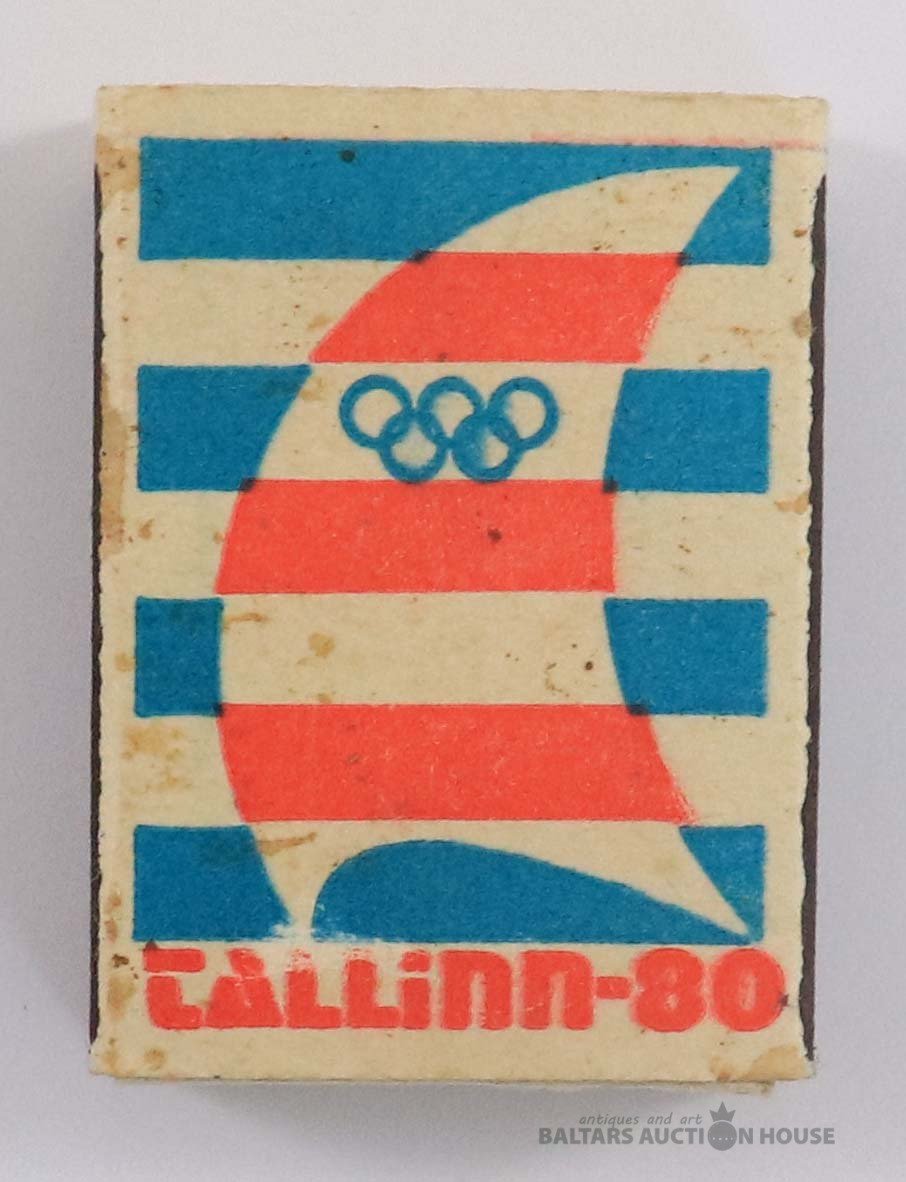 TALLiNN-80
antiques and art
BALTARS AUCTION HOUSE